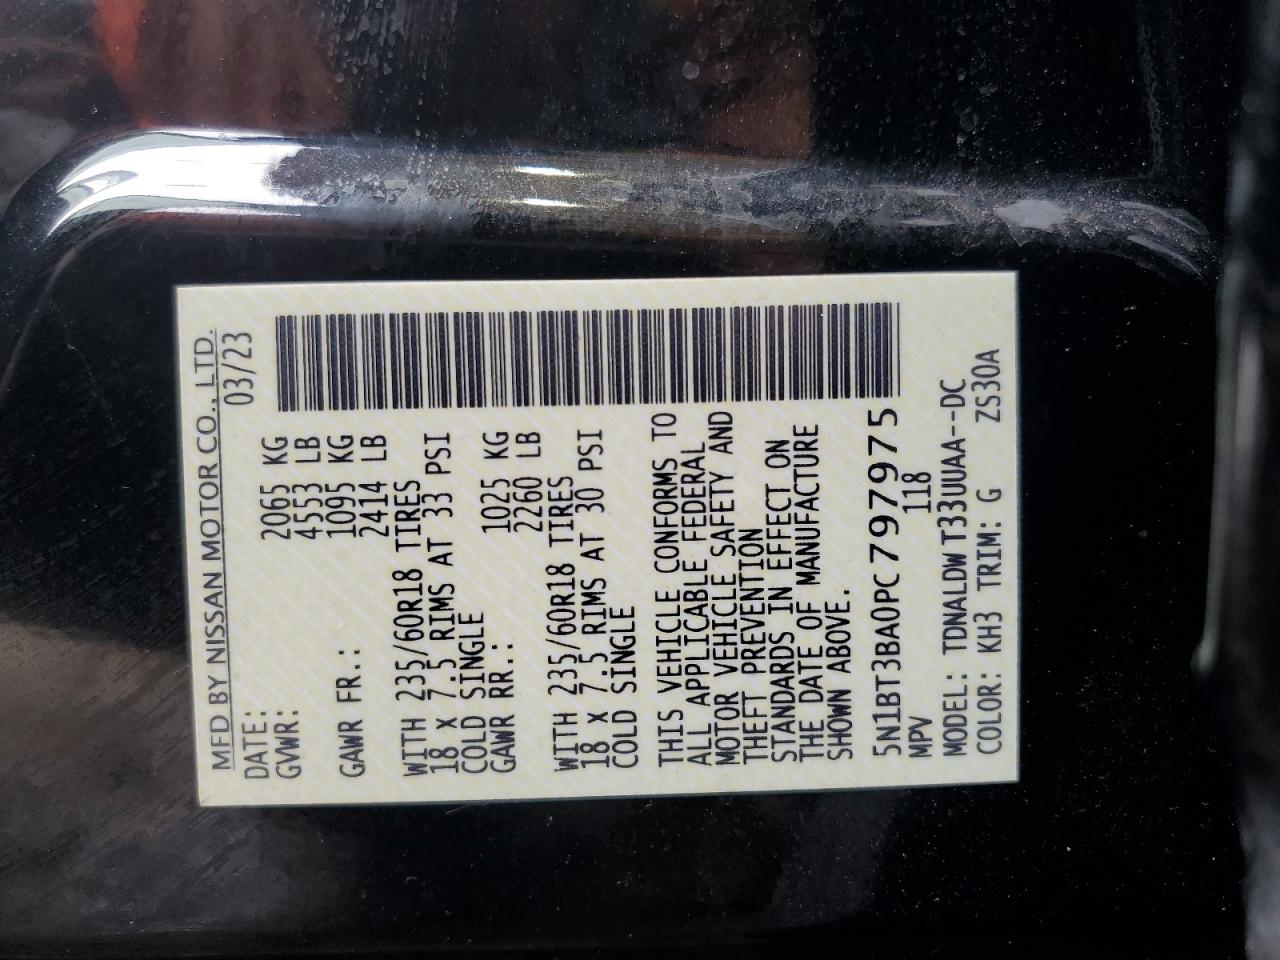 MFD BY NISSAN MOTOR CO., LTD.
DATE: 03/23
GVWR: 2065 KG
4553 LB
GAWR FR.: 1095 KG
2414 LB
WITH 235/60R18 TIRES
18 X 7.5 RIMS AT 33 PSI
COLD SINGLE
GAWR RR.: 1025 KG
2260 LB
WITH 235/60R18 TIRES
18 X 7.5 RIMS AT 30 PSI
COLD SINGLE
THIS VEHICLE CONFORMS TO
ALL APPLICABLE FEDERAL
MOTOR VEHICLE SAFETY AND
THEFT PREVENTION
STANDARDS IN EFFECT ON
THE DATE OF MANUFACTURE
SHOWN ABOVE.
5N1BT3BA0PC797975
MPV 118
MODEL: TDNALDW T33UUAA--DC
COLOR: KH3 TRIM: G ZS30A